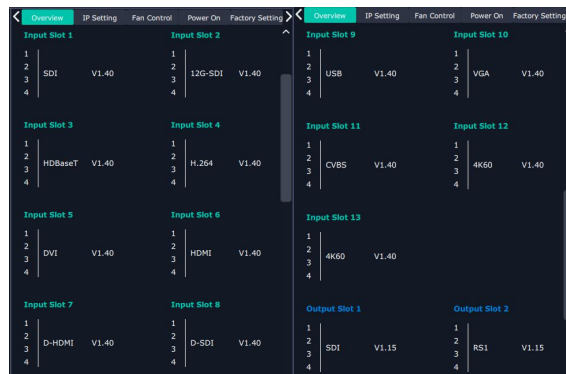 Overview IP Setting Fan Control Power On Factory Setting
Input Slot 1 Input Slot 2
1 1
2 2
SDI V1.40 12G-SDI V1.40
3 3
4 4
Input Slot 3 Input Slot 4
1 1
2 2
HDBaseT V1.40 H.264 V1.40
3 3
4 4
Input Slot 5 Input Slot 6
1 1
2 2
DVI V1.40 HDMI V1.40
3 3
4 4
Input Slot 7 Input Slot 8
1 1
2 2
D-HDMI V1.40 D-SDI V1.40
3 3
4 4
Overview IP Setting Fan Control Power On Factory Setting
Input Slot 9 Input Slot 10
1 1
2 2
USB V1.40 VGA V1.40
3 3
4 4
Input Slot 11 Input Slot 12
1 1
2 2
CVBS V1.40 4K60 V1.40
3 3
4 4
Input Slot 13
1
2
4K60 V1.40
3
4
Output Slot 1 Output Slot 2
1 1
2 2
SDI V1.15 RS1 V1.15
3 3
4 4